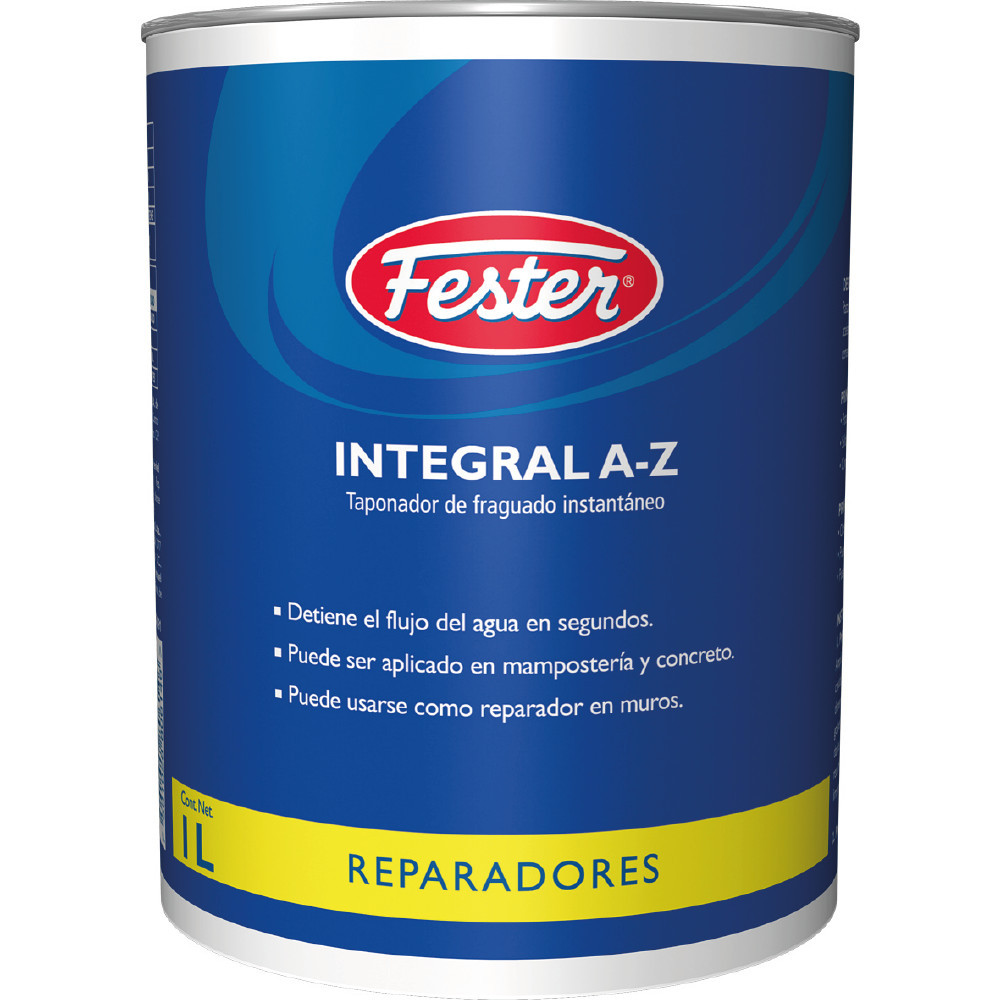 Fester®
INTEGRAL A-Z
Taponador de fraguado instantáneo
▪ Detiene el flujo del agua en segundos.
▪ Puede ser aplicado en mampostería y concreto.
▪ Puede usarse como reparador en muros.
Cont. Net.
1 L
REPARADORES